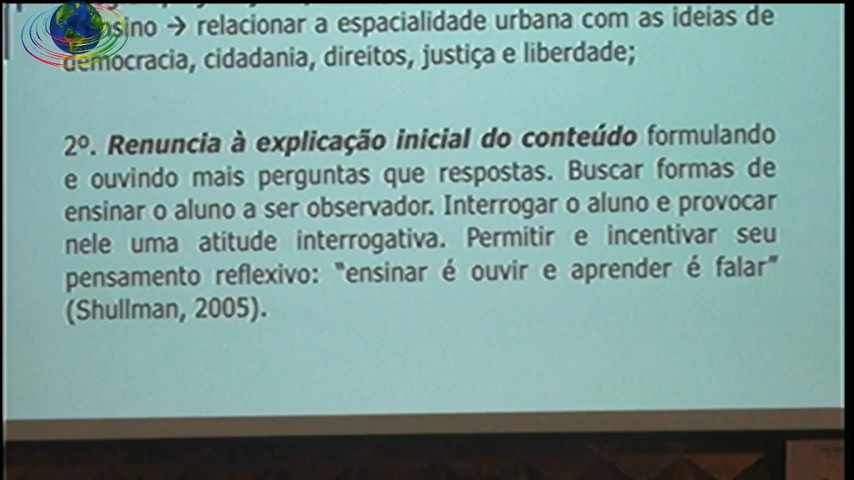 ensino → relacionar a espacialidade urbana com as ideias de
democracia, cidadania, direitos, justiça e liberdade;
2º. Renuncia à explicação inicial do conteúdo formulando
e ouvindo mais perguntas que respostas. Buscar formas de
ensinar o aluno a ser observador. Interrogar o aluno e provocar
nele uma atitude interrogativa. Permitir e incentivar seu
pensamento reflexivo: "ensinar é ouvir e aprender é falar"
(Shullman, 2005).